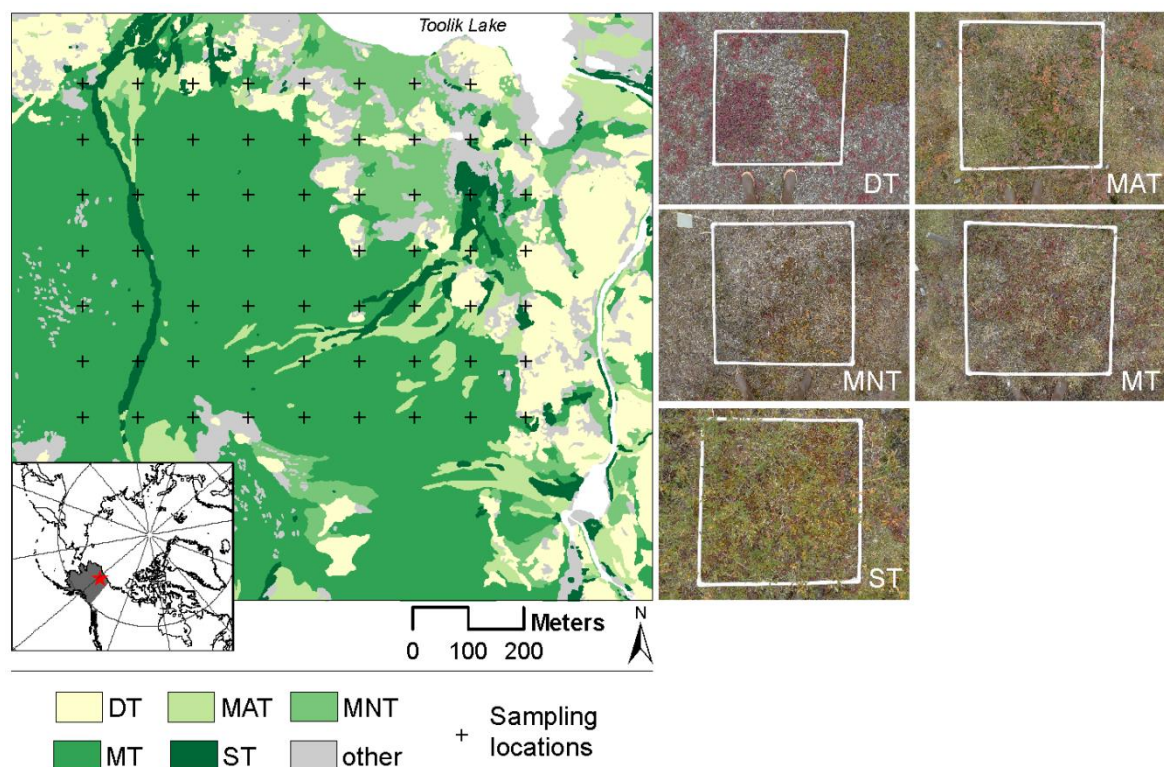 Toolik Lake
DT
MAT
MNT
MT
ST
Meters
0 100 200
N
DT
MAT
MNT
MT
ST
other
+ Sampling
locations